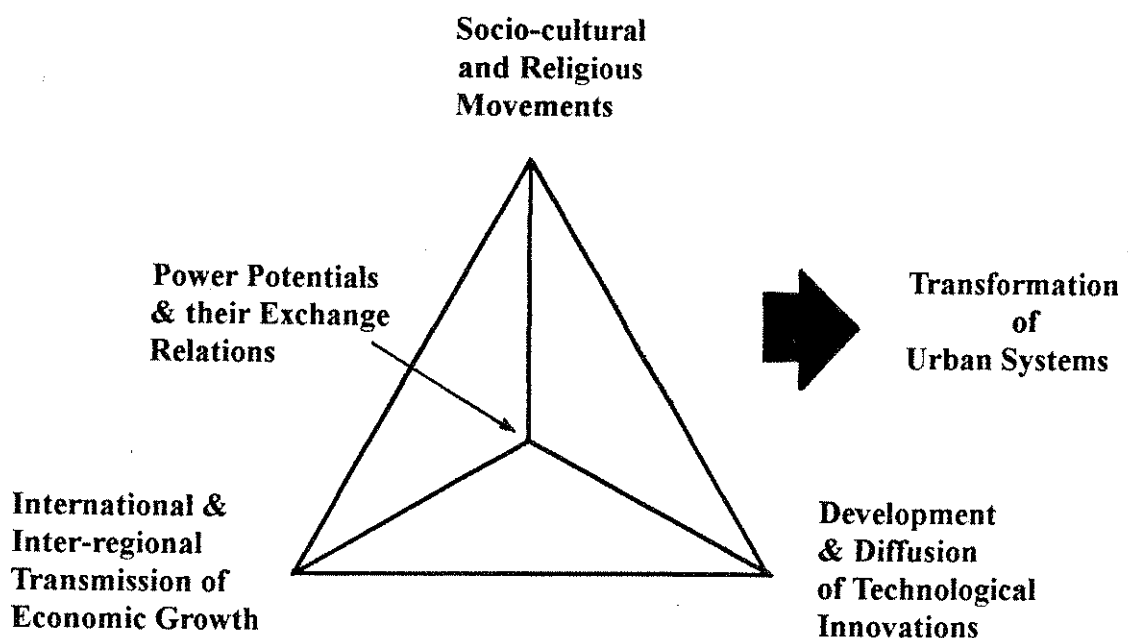 Socio-cultural
and Religious
Movements
Power Potentials
& their Exchange
Relations
Transformation
of
Urban Systems
International &
Inter-regional
Transmission of
Economic Growth
Development
& Diffusion
of Technological
Innovations